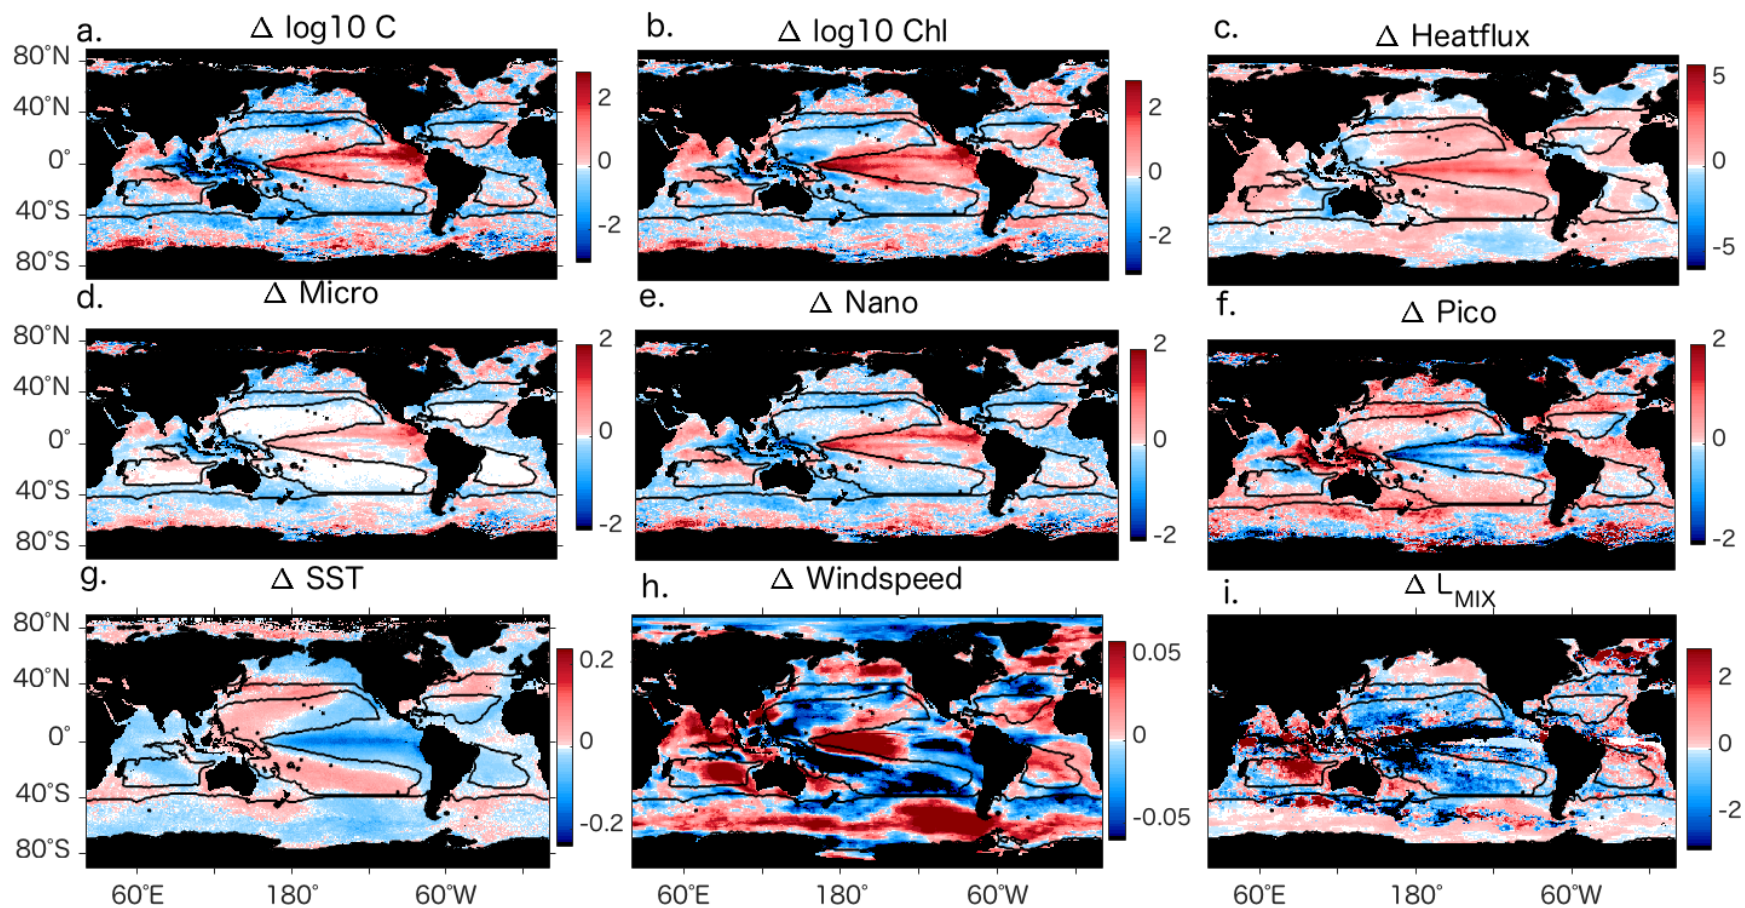 a. Δ log10 C
b. Δ log10 Chl
c. Δ Heatflux
80°N
40°N
0°
40°S
80°S
2
0
-2
2
0
-2
5
0
-5
d. Δ Micro
e. Δ Nano
f. Δ Pico
80°N
40°N
0°
40°S
80°S
2
0
-2
2
0
-2
2
0
-2
g. Δ SST
h. Δ Windspeed
i. Δ L_MIX
80°N
40°N
0°
40°S
80°S
0.2
0
-0.2
0.05
0
-0.05
2
0
-2
60°E 180° 60°W
60°E 180° 60°W
60°E 180° 60°W